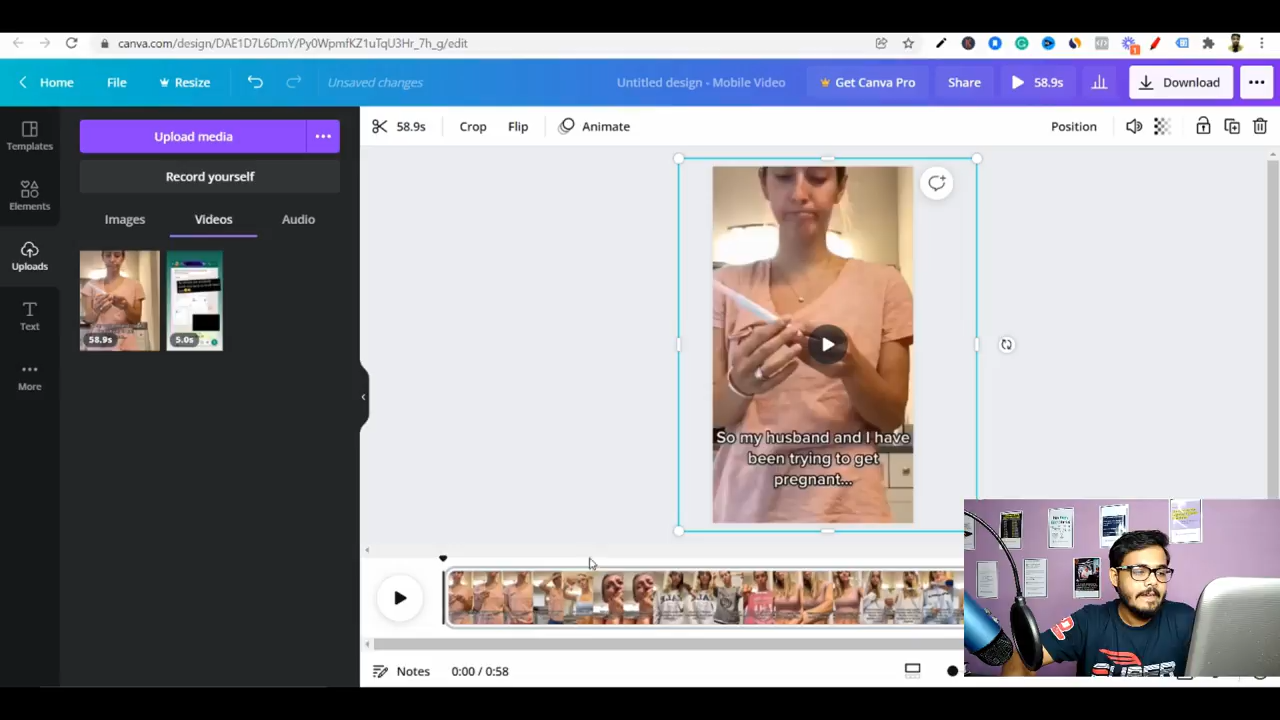 canva.com/design/DAE1D7L6DmY/Py0WpmfKZ1uTqU3Hr_7h_g/edit
Home File Resize Unsaved changes Untitled design - Mobile Video Get Canva Pro Share 58.9s Download
Templates
Elements
Uploads
Text
More
Upload media
Record yourself
Images Videos Audio
58.9s 5.0s
58.9s Crop Flip Animate Position
So my husband and I have
been trying to get
pregnant...
Notes 0:00 / 0:58
SUPER